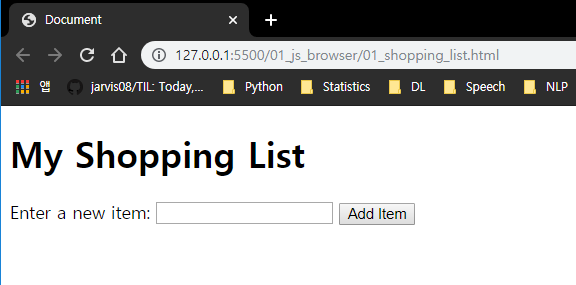 Document
127.0.0.1:5500/01_js_browser/01_shopping_list.html
앱 jarvis08/TIL: Today,... Python Statistics DL Speech NLP
My Shopping List
Enter a new item: Add Item